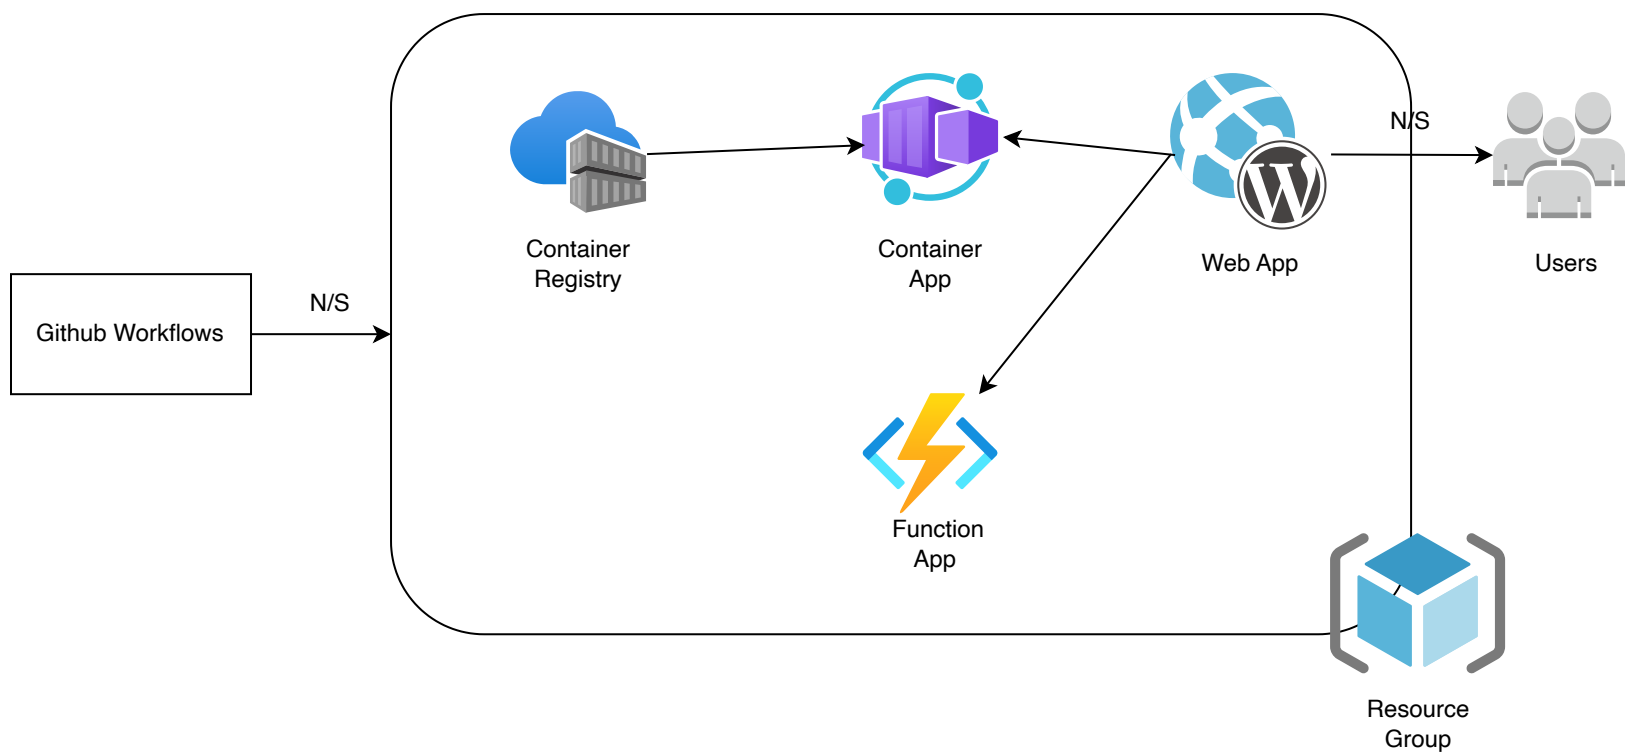 N/S
Container
Registry
Container
App
Web App
Users
N/S
Github Workflows
Function
App
Resource
Group